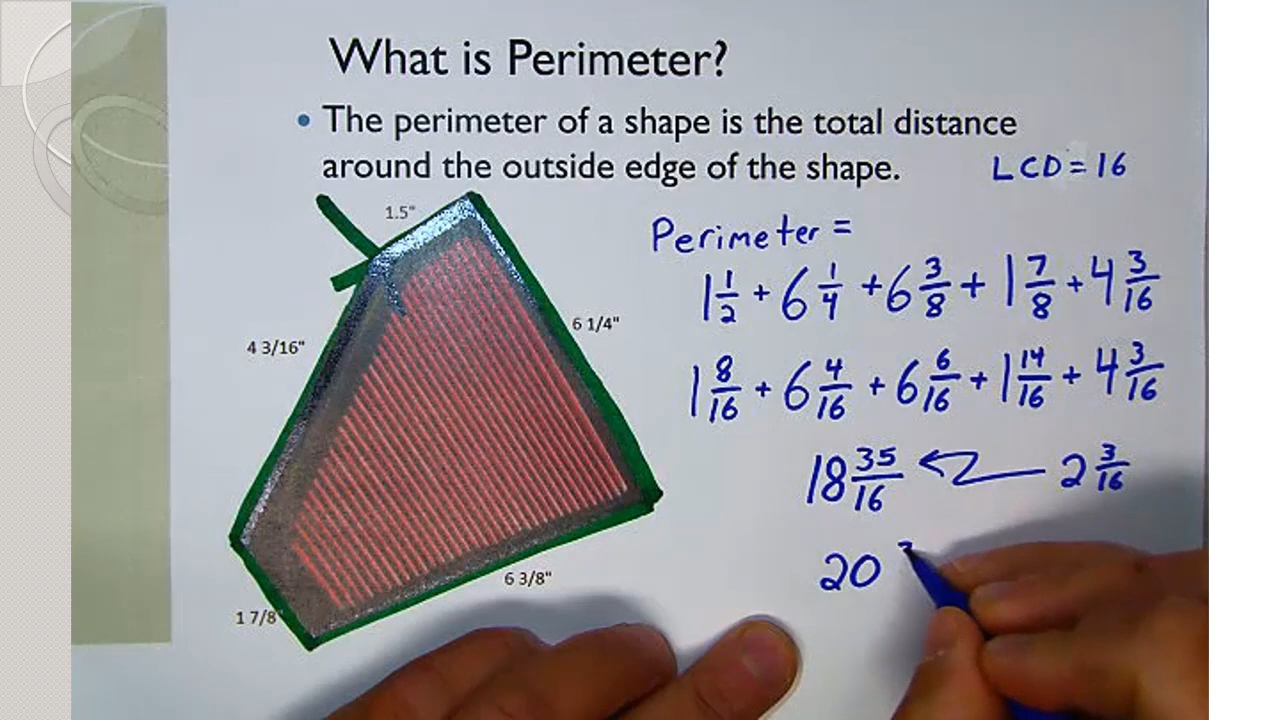 What is Perimeter?
• The perimeter of a shape is the total distance
around the outside edge of the shape.
LCD = 16
1.5"
6 1/4"
4 3/16"
6 3/8"
1 7/8
Perimeter =
1 1/2 + 6 1/4 + 6 3/8 + 1 7/8 + 4 3/16
1 8/16 + 6 4/16 + 6 6/16 + 1 14/16 + 4 3/16
18 35/16 ← 2 3/16
20